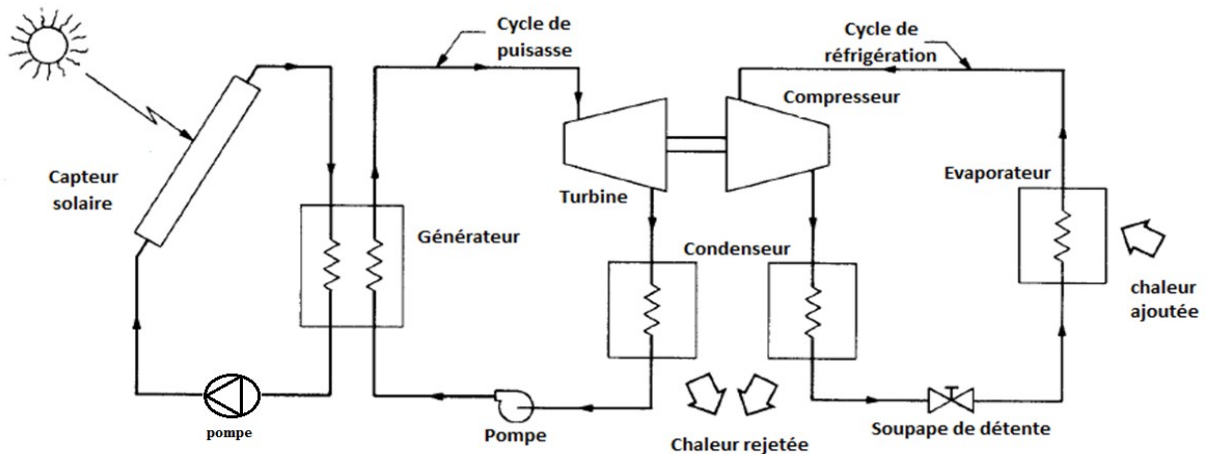 Cycle de
puisasse
Cycle de
réfrigération
Compresseur
Capteur
solaire
Turbine
Evaporateur
Générateur
Condenseur
chaleur
ajoutée
pompe
Pompe
Chaleur rejetée
Soupape de détente